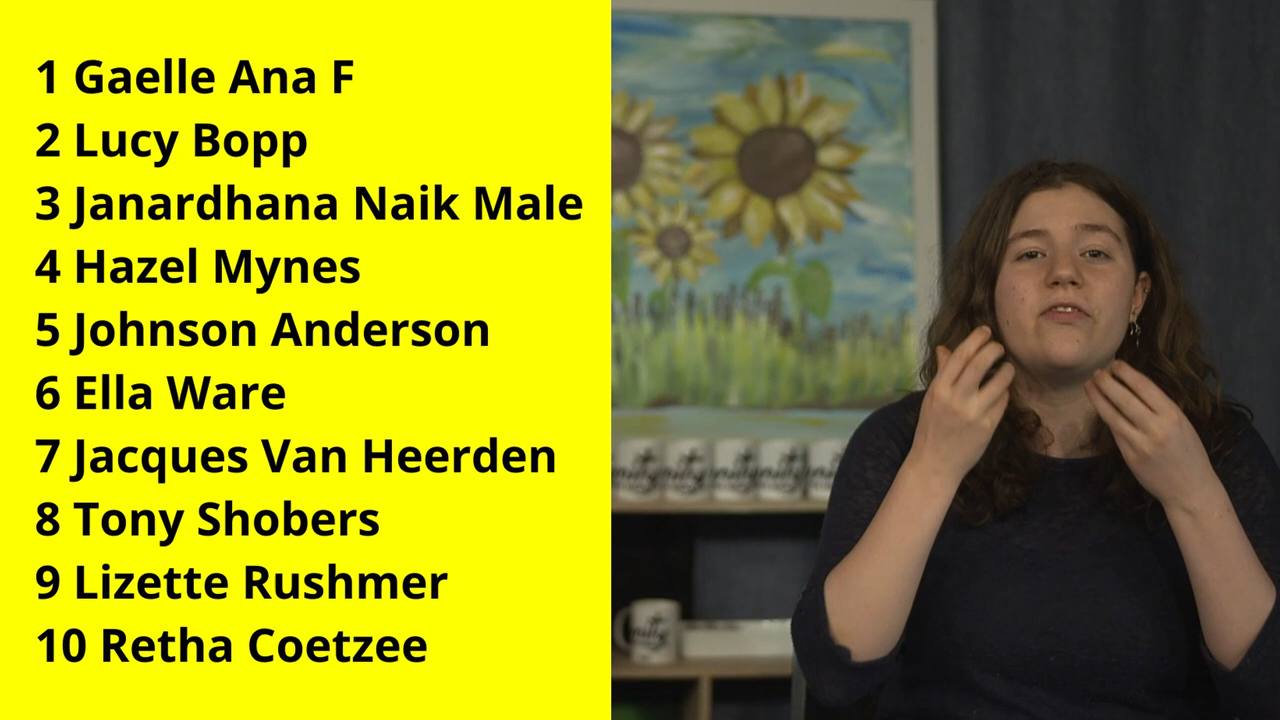 1 Gaelle Ana F
2 Lucy Bopp
3 Janardhana Naik Male
4 Hazel Mynes
5 Johnson Anderson
6 Ella Ware
7 Jacques Van Heerden
8 Tony Shobers
9 Lizette Rushmer
10 Retha Coetzee